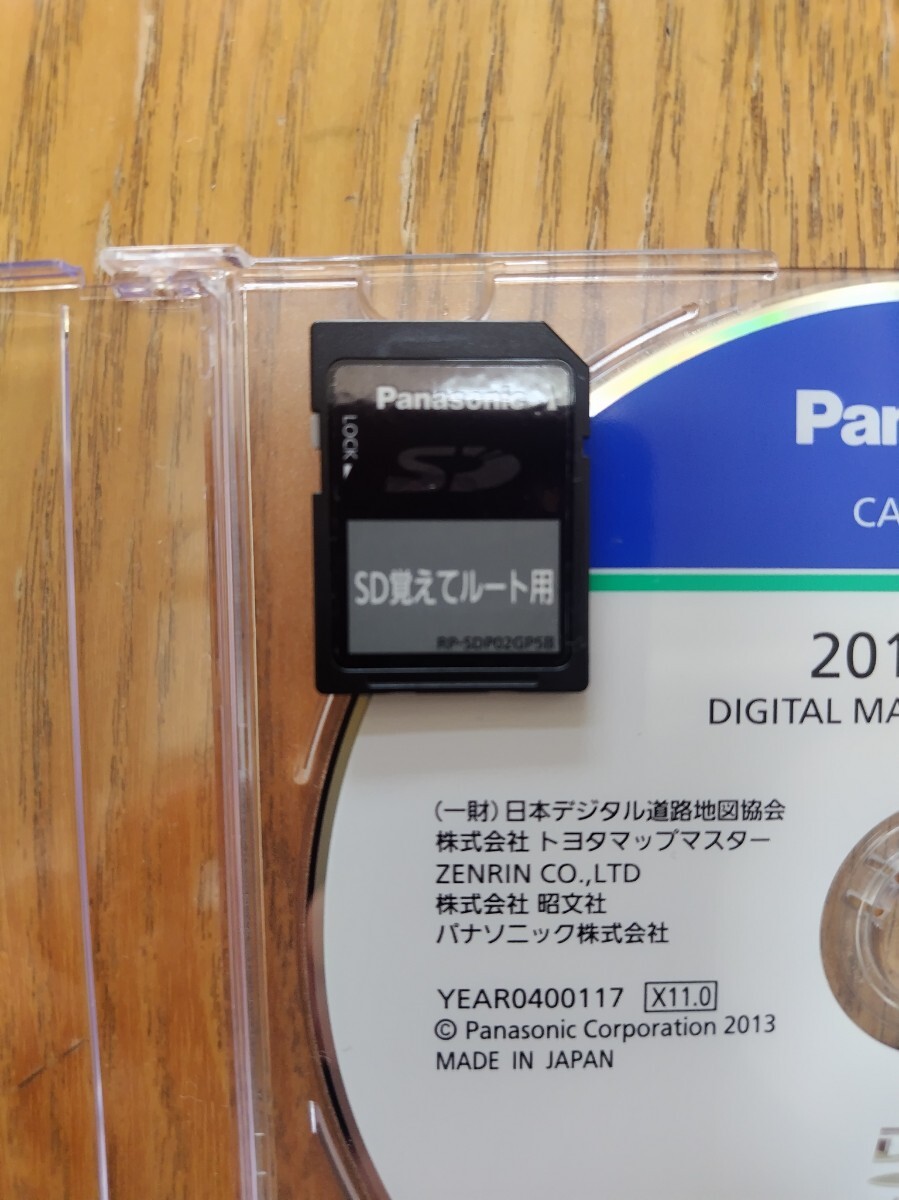 Panasonic
LOCK
SD
SD覚えてルート用
RP-SDP02GPSB
Pan
CA
201
DIGITAL MA
(一財)日本デジタル道路地図協会
株式会社 トヨタマップマスター
ZENRIN CO.,LTD
株式会社 昭文社
パナソニック株式会社
YEAR0400117 X11.0
© Panasonic Corporation 2013
MADE IN JAPAN